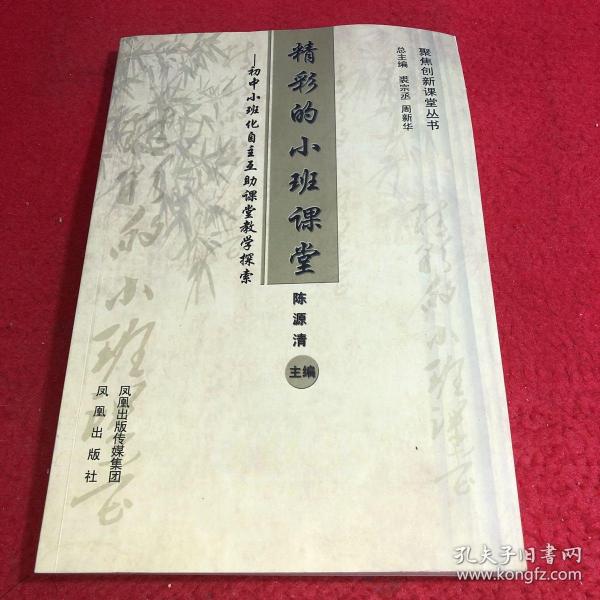 聚焦创新课堂丛书
总主编 裘宗丞 周新华
精彩的小班课堂
——初中小班化自主互助课堂教学探索
陈源清
主编
凤凰出版传媒集团
凤凰出版社
孔夫子旧书网
www.kongfz.com